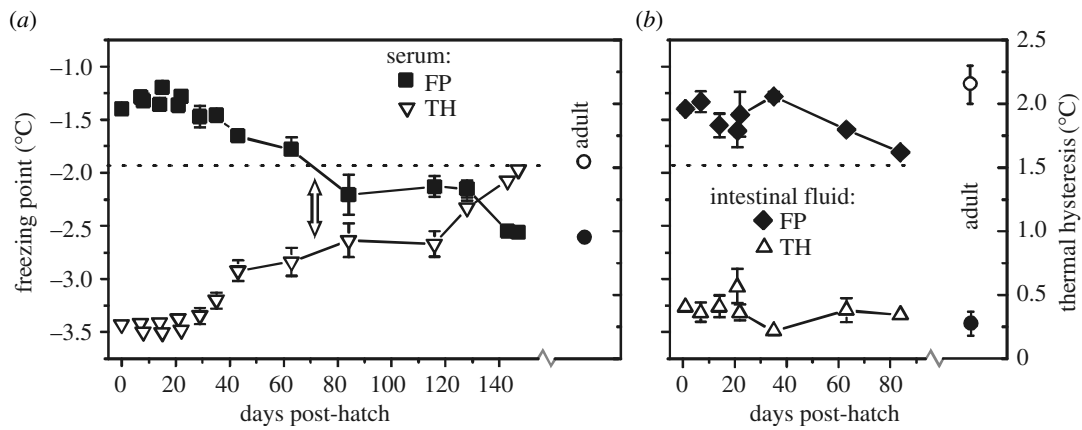 (a)
serum:
FP
TH
adult
freezing point (°C)
−1.0
−1.5
−2.0
−2.5
−3.0
−3.5
0 20 40 60 80 100 120 140
days post-hatch
(b)
intestinal fluid:
FP
TH
adult
0 20 40 60 80
days post-hatch
2.5
2.0
1.5
1.0
0.5
0
thermal hysteresis (°C)